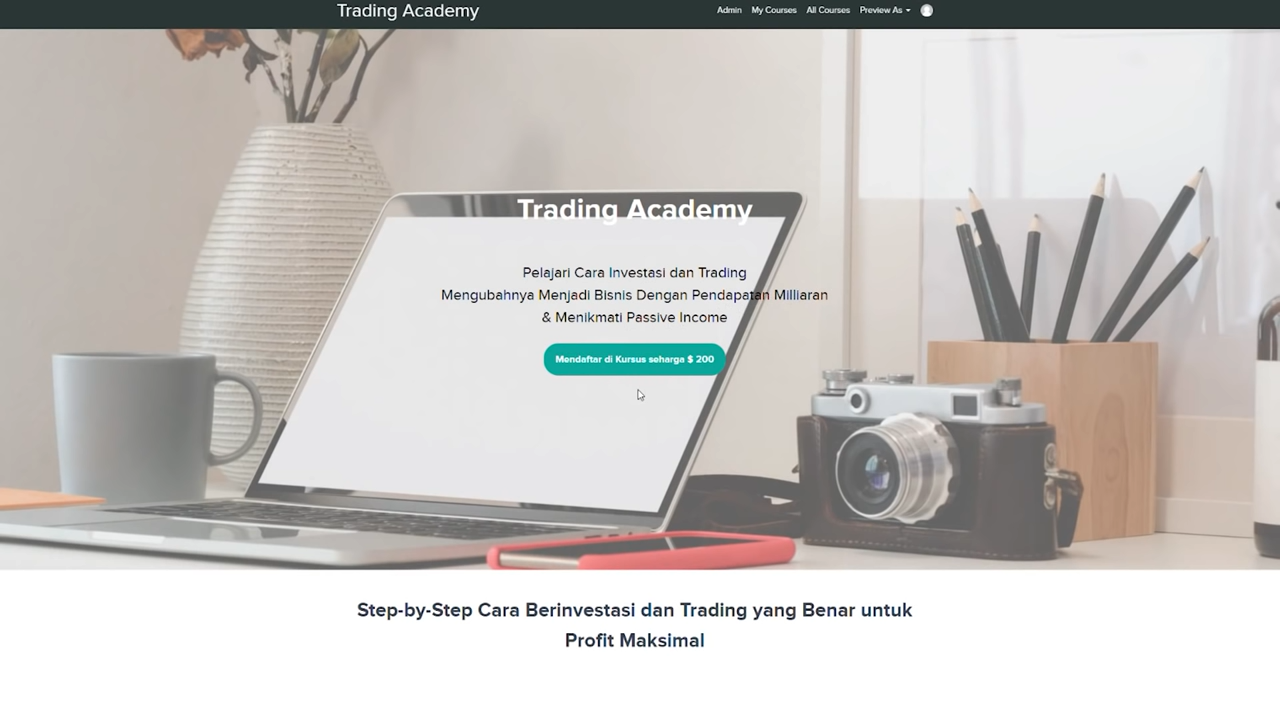 Trading Academy
Admin
My Courses
All Courses
Preview As
Trading Academy
Pelajari Cara Investasi dan Trading
Mengubahnya Menjadi Bisnis Dengan Pendapatan Milliaran
& Menikmati Passive Income
Mendaftar di Kursus seharga $ 200
Step-by-Step Cara Berinvestasi dan Trading yang Benar untuk
Profit Maksimal